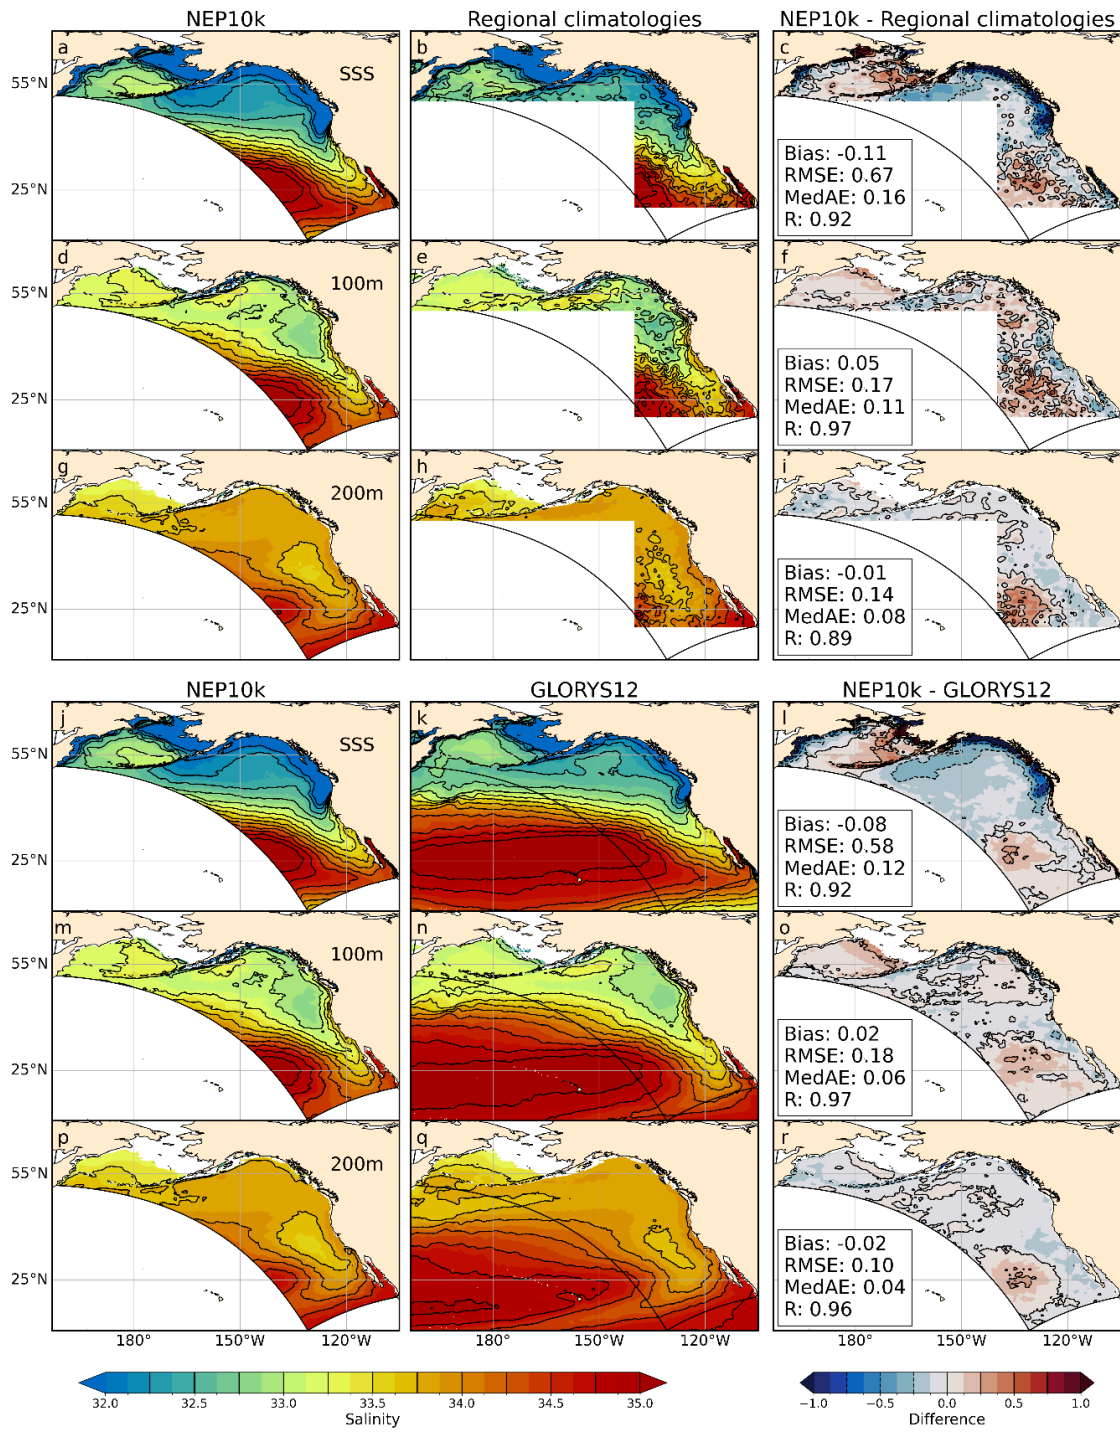 NEP10k
Regional climatologies
NEP10k - Regional climatologies
a
SSS
b
c
55°N
25°N
Bias: -0.11
RMSE: 0.67
MedAE: 0.16
R: 0.92
d
100m
e
f
55°N
25°N
Bias: 0.05
RMSE: 0.17
MedAE: 0.11
R: 0.97
g
200m
h
i
55°N
25°N
Bias: -0.01
RMSE: 0.14
MedAE: 0.08
R: 0.89
NEP10k
GLORYS12
NEP10k - GLORYS12
j
SSS
k
l
55°N
25°N
Bias: -0.08
RMSE: 0.58
MedAE: 0.12
R: 0.92
m
100m
n
o
55°N
25°N
Bias: 0.02
RMSE: 0.18
MedAE: 0.06
R: 0.97
p
200m
q
r
55°N
25°N
Bias: -0.02
RMSE: 0.10
MedAE: 0.04
R: 0.96
180° 150°W 120°W
180° 150°W 120°W
180° 150°W 120°W
32.0 32.5 33.0 33.5 34.0 34.5 35.0
Salinity
−1.0 −0.5 0.0 0.5 1.0
Difference